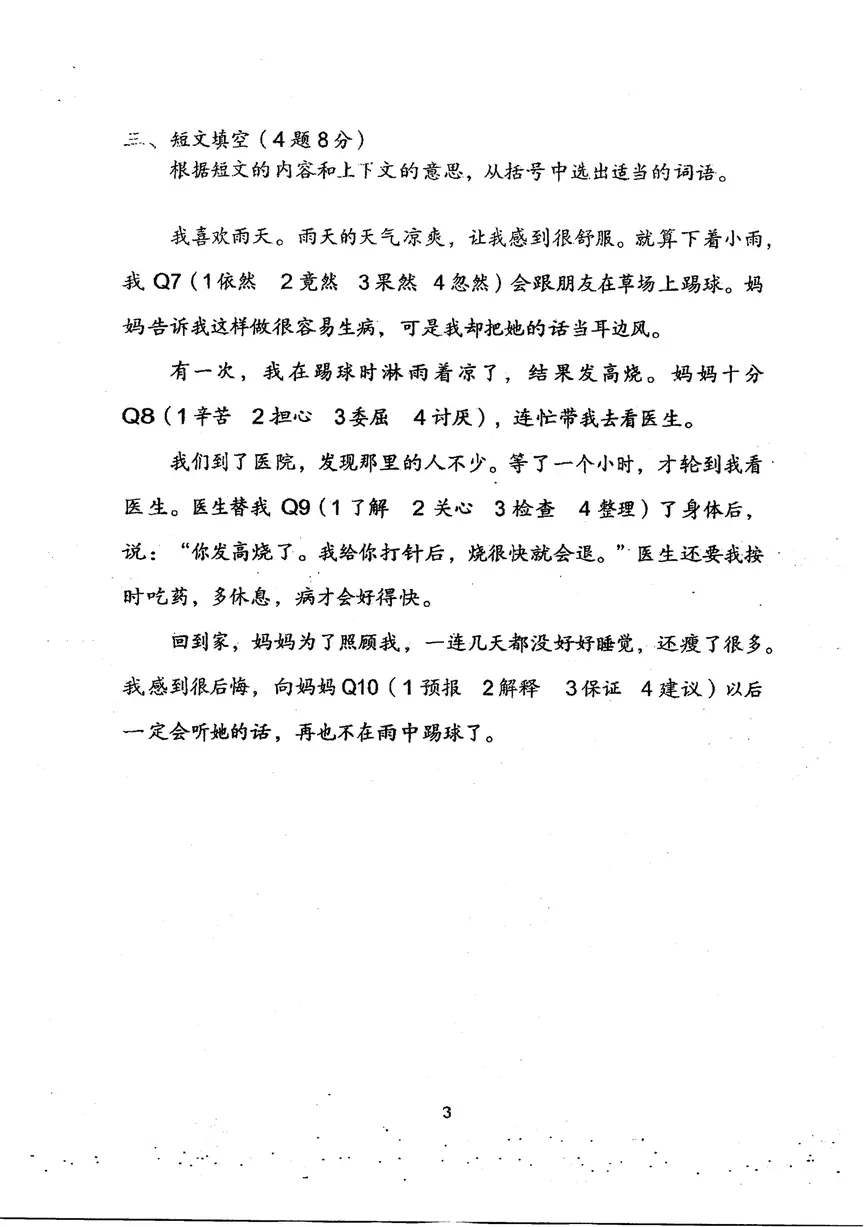 三、短文填空（4题8分）
根据短文的内容和上下文的意思，从括号中选出适当的词语。
我喜欢雨天。雨天的天气凉爽，让我感到很舒服。就算下着小雨，
我 Q7（1依然 2竟然 3果然 4忽然）会跟朋友在草场上踢球。妈
妈告诉我这样做很容易生病，可是我却把她的话当耳边风。
有一次，我在踢球时淋雨着凉了，结果发高烧。妈妈十分
Q8（1辛苦 2担心 3委屈 4讨厌），连忙带我去看医生。
我们到了医院，发现那里的人不少。等了一个小时，才轮到我看
医生。医生替我 Q9（1了解 2关心 3检查 4整理）了身体后，
说：“你发高烧了。我给你打针后，烧很快就会退。”医生还要我按
时吃药，多休息，病才会好得快。
回到家，妈妈为了照顾我，一连几天都没好好睡觉，还瘦了很多。
我感到很后悔，向妈妈Q10（1预报 2解释 3保证 4建议）以后
一定会听她的话，再也不在雨中踢球了。
3